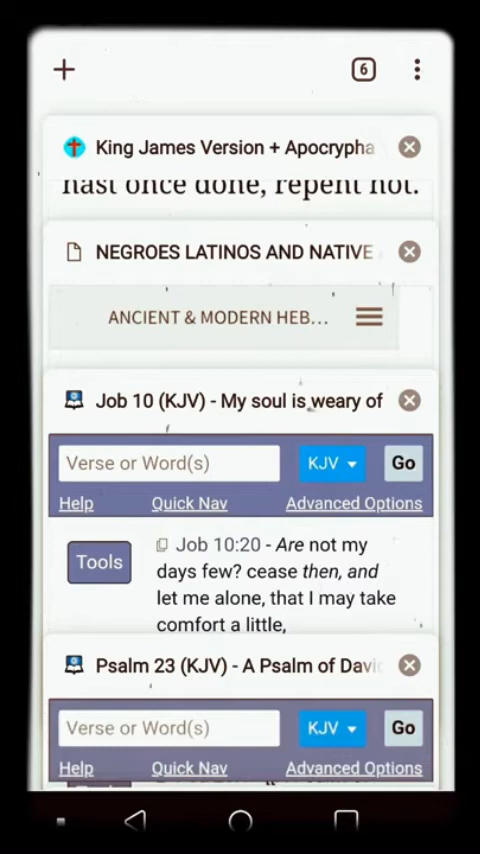 6
King James Version + Apocrypha
hast once done, repent not.
NEGROES LATINOS AND NATIVE
ANCIENT & MODERN HEB…
Job 10 (KJV) - My soul is weary of
Verse or Word(s) KJV Go
Help Quick Nav Advanced Options
Tools
Job 10:20 - Are not my
days few? cease then, and
let me alone, that I may take
comfort a little,
Psalm 23 (KJV) - A Psalm of David
Verse or Word(s) KJV Go
Help Quick Nav Advanced Options